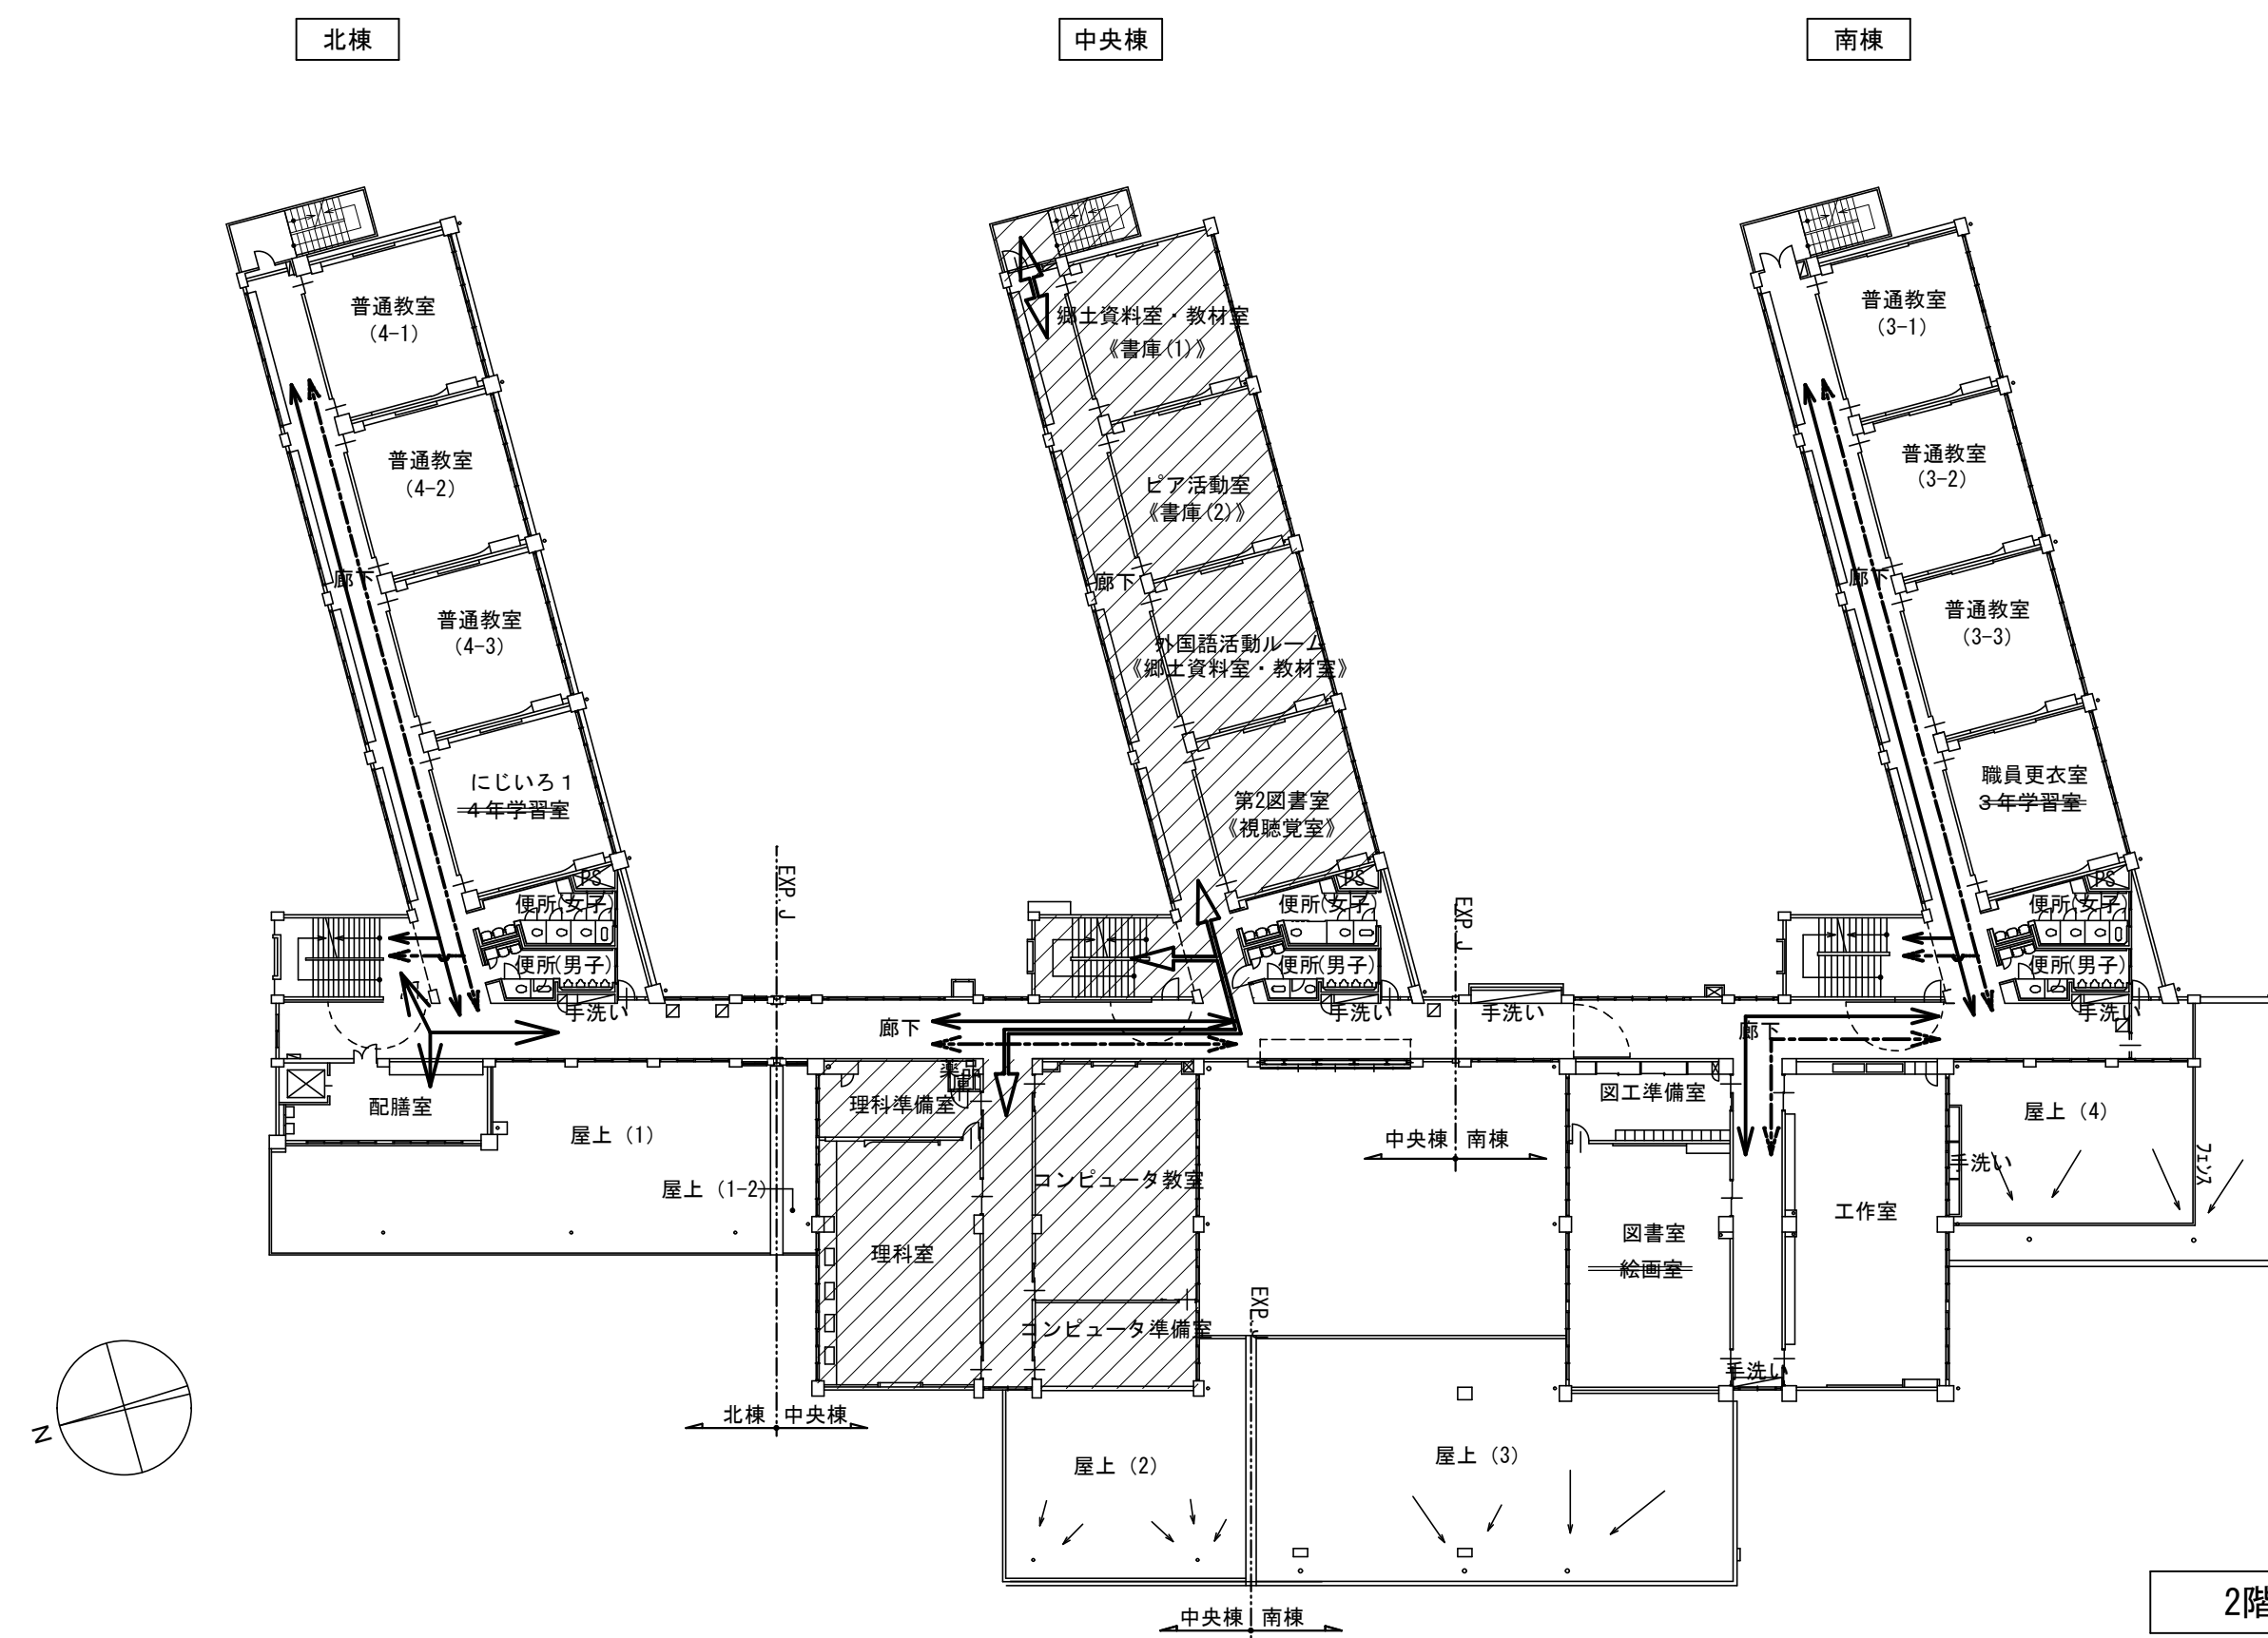 北棟
中央棟
南棟
普通教室
(4-1)
普通教室
(4-2)
廊下
普通教室
(4-3)
にじいろ１
４年学習室
PS
便所(女子)
便所(男子)
手洗い
EXP.J
配膳室
屋上 (1)
屋上 (1-2)
北棟
中央棟
郷土資料室・教材室
《書庫(1)》
ピア活動室
《書庫(2)》
廊下
外国語活動ルーム
《郷土資料室・教材室》
第2図書室
《視聴覚室》
PS
便所(女子)
便所(男子)
手洗い
廊下
薬品
庫
理科準備室
理科室
コンピュータ教室
コンピュータ準備室
EXP.J
手洗い
中央棟
南棟
EXP.J
屋上 (2)
屋上 (3)
中央棟
南棟
普通教室
(3-1)
普通教室
(3-2)
廊下
普通教室
(3-3)
職員更衣室
３年学習室
PS
便所(女子)
便所(男子)
手洗い
廊下
図工準備室
図書室
絵画室
手洗い
工作室
手洗い
屋上 (4)
フェンス
N
2階